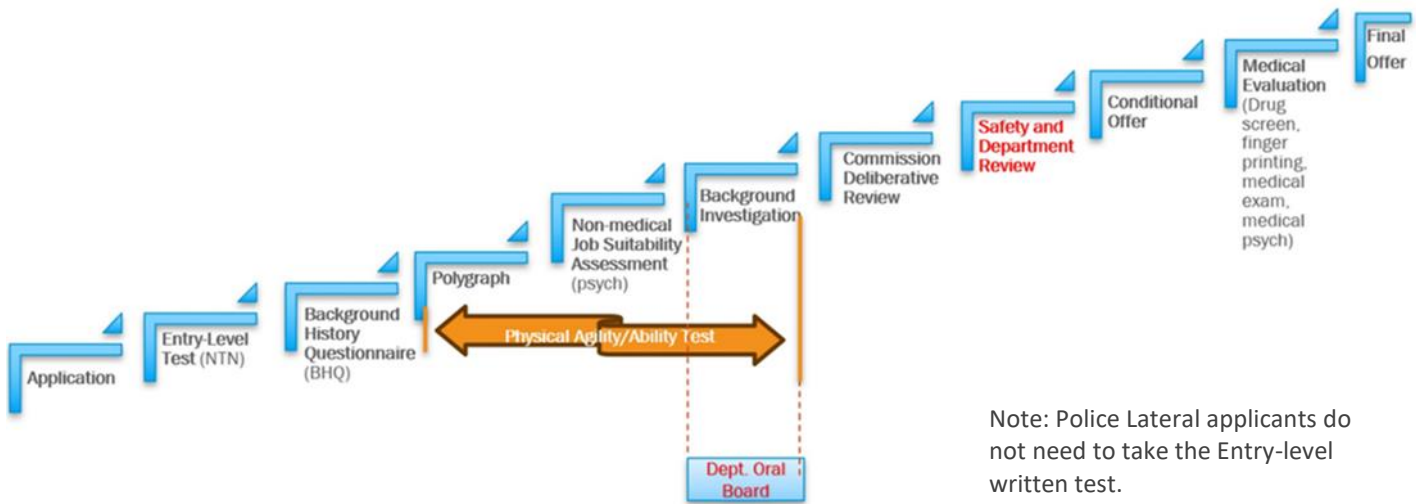 Application
Entry-Level
Test (NTN)
Background
History
Questionnaire
(BHQ)
Polygraph
Non-medical
Job Suitability
Assessment
(psych)
Background
Investigation
Commission
Deliberative
Review
Safety and
Department
Review
Conditional
Offer
Medical
Evaluation
(Drug
screen,
finger
printing,
medical
exam,
medical
psych)
Final
Offer
Physical Agility/Ability Test
Dept. Oral
Board
Note: Police Lateral applicants do
not need to take the Entry-level
written test.